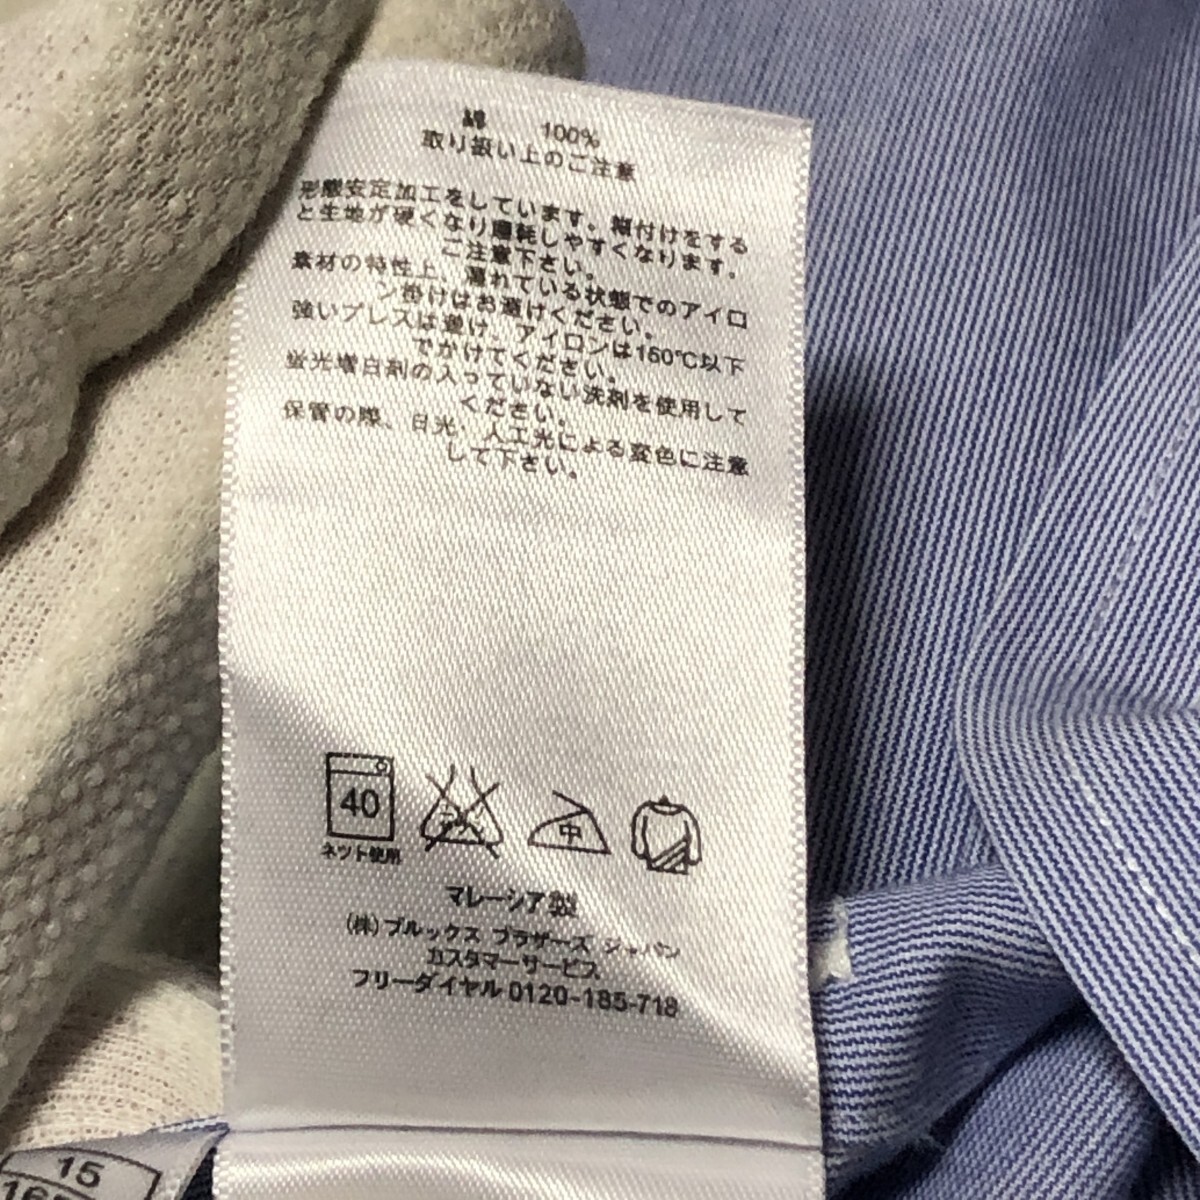 綿 100%
取り扱い上のご注意
形態安定加工をしています。糊付けをする
と生地が硬くなり磨耗しやすくなります。
ご注意下さい。
素材の特性上、濡れている状態でのアイロ
ン掛けはお避けください。
強いプレスは避け、アイロンは150℃以下
でかけてください。
蛍光増白剤の入っていない洗剤を使用して
ください。
保管の際、日光、人工光による変色に注意
して下さい。
40
中
ネット使用
マレーシア製
(株)ブルックス ブラザーズ ジャパン
カスタマーサービス
フリーダイヤル 0120-185-718
15